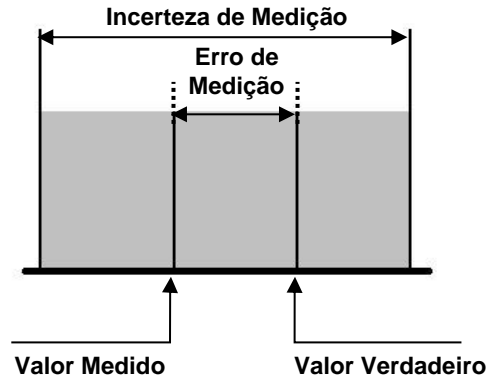 Incerteza de Medição
Erro de
Medição
Valor Medido
Valor Verdadeiro